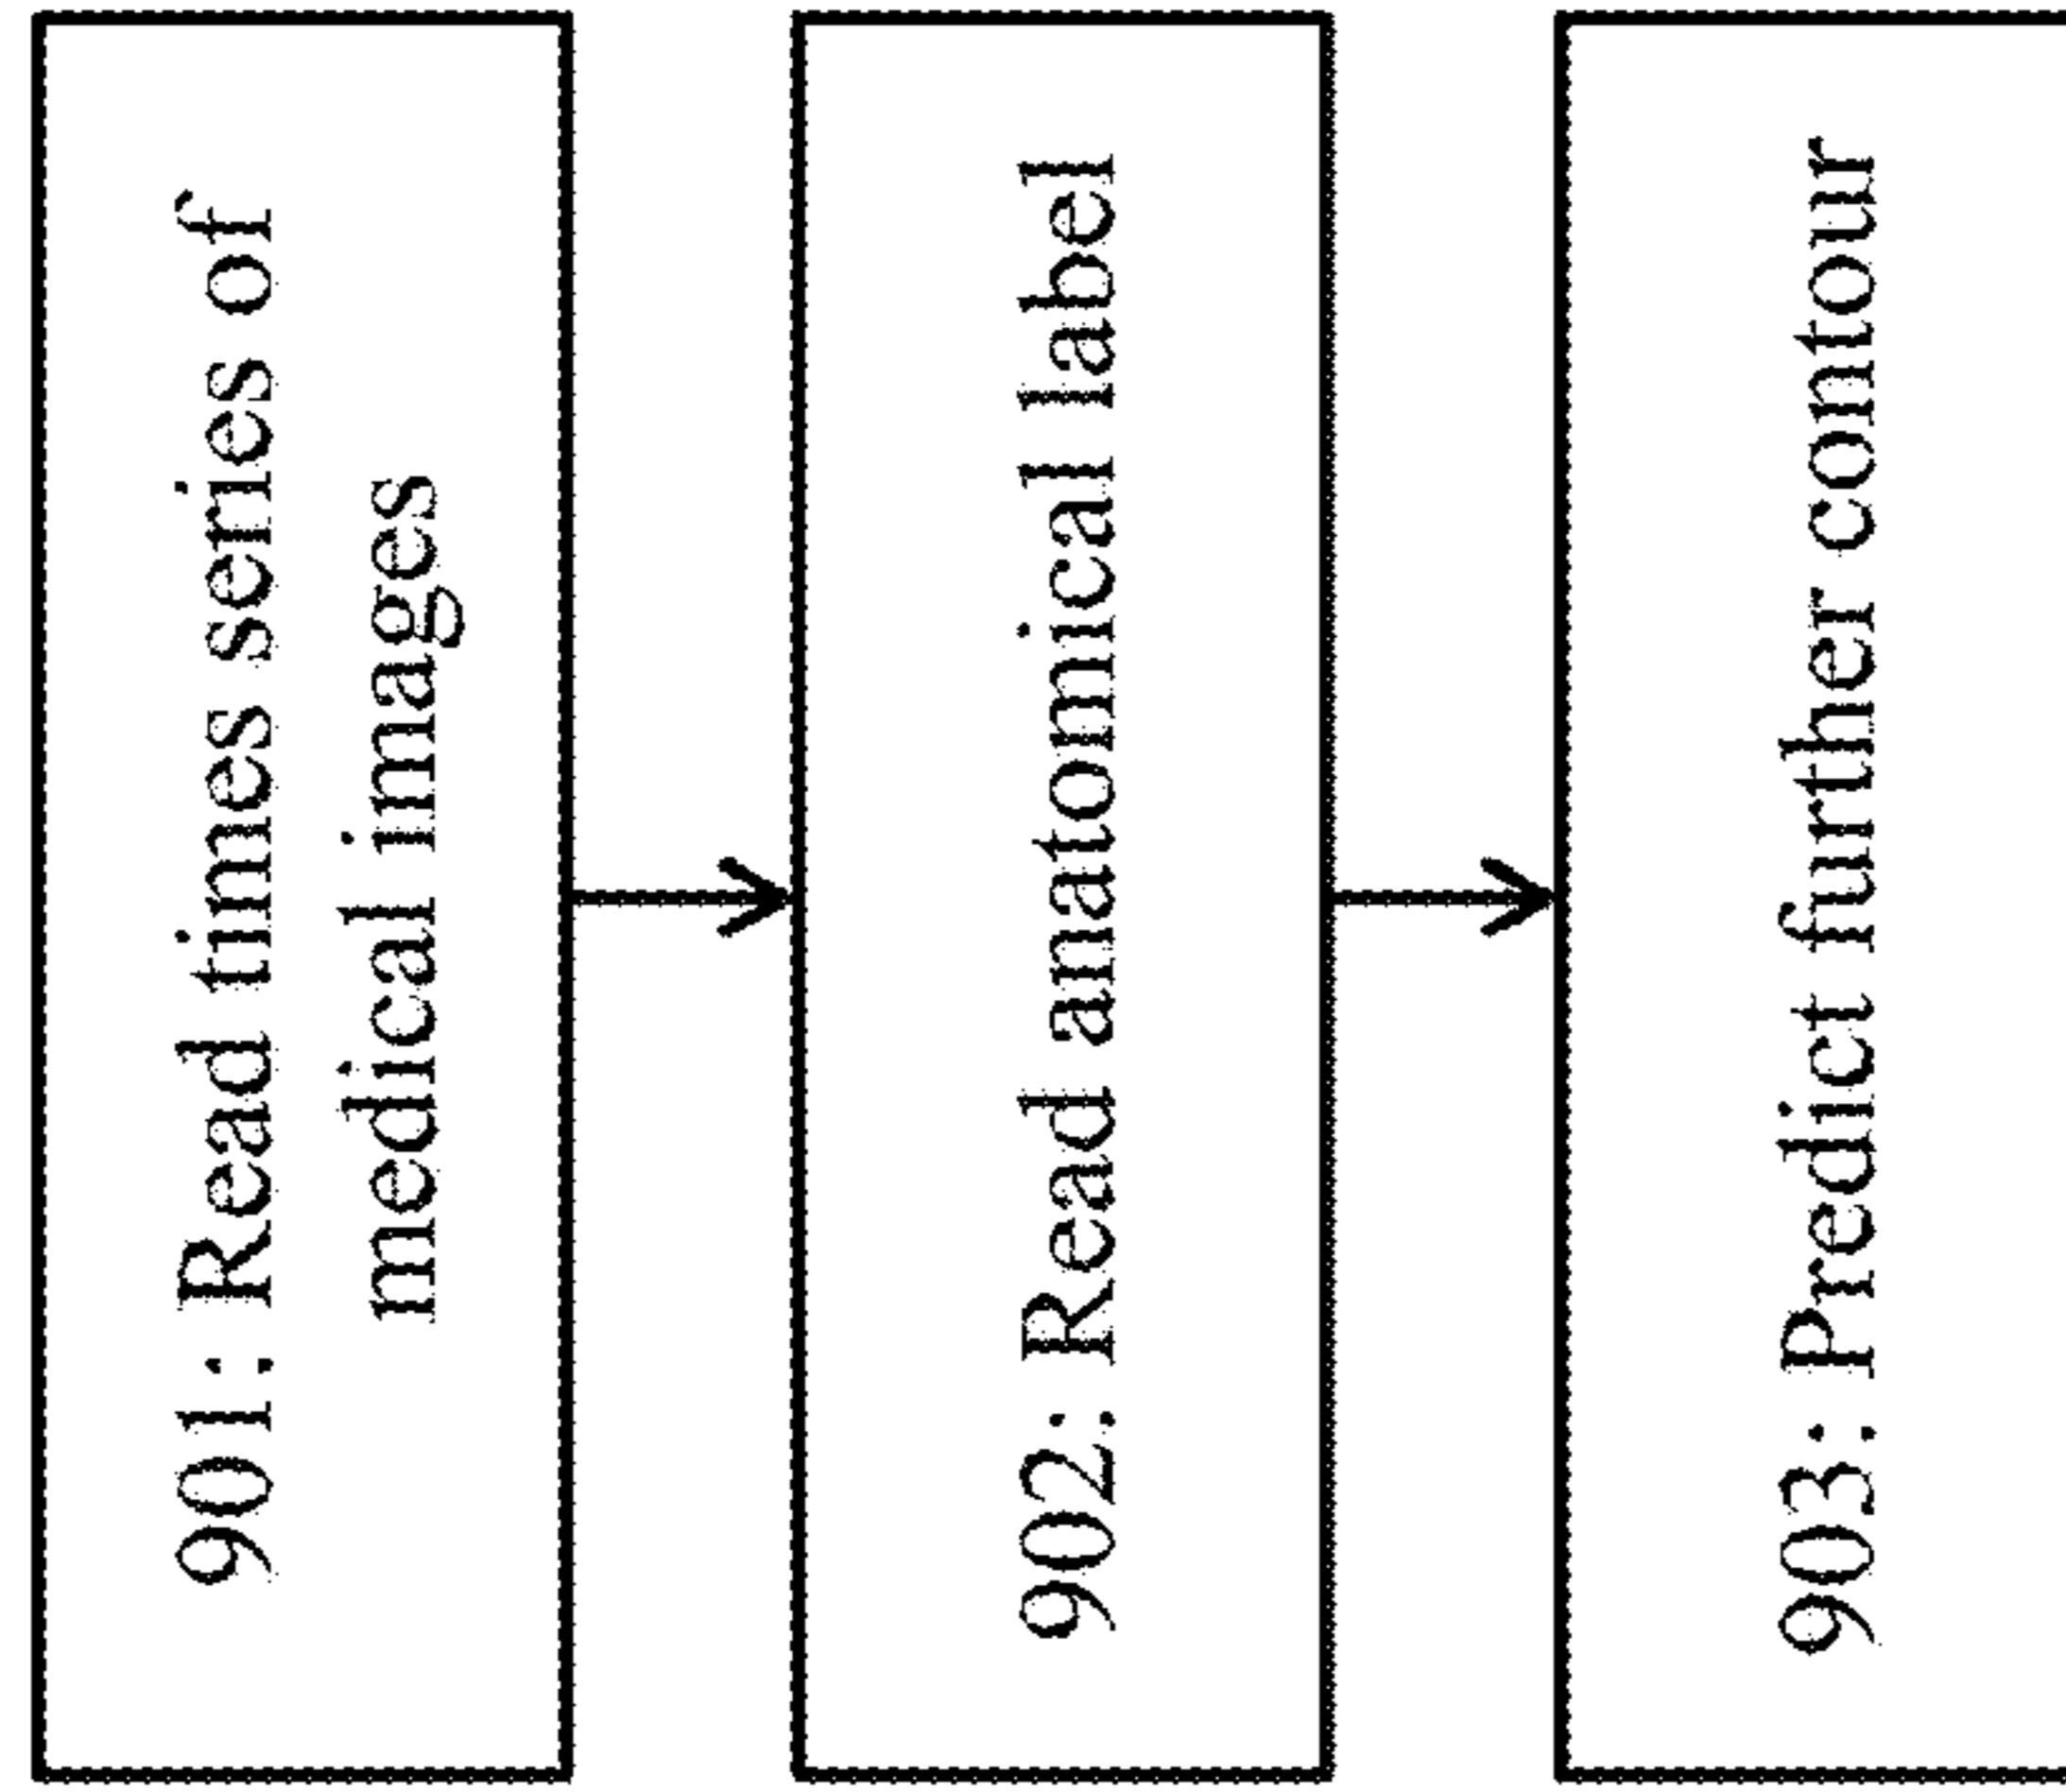 901: Read times series of
medical images
902: Read anatomical label
903: Predict further contour